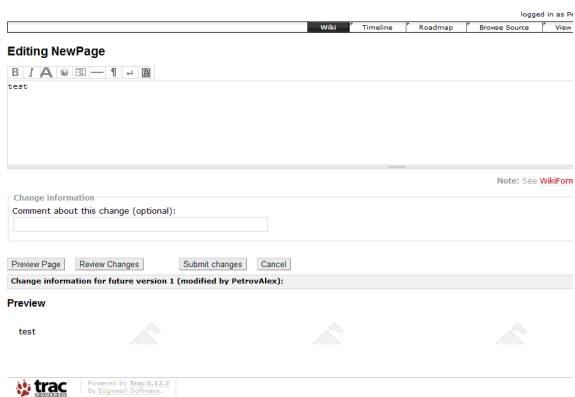 logged in as Pe
Wiki Timeline Roadmap Browse Source View
Editing NewPage
B I A ¶
test
Note: See WikiForm
Change information
Comment about this change (optional):
Preview Page Review Changes Submit changes Cancel
Change information for future version 1 (modified by PetrovAlex):
Preview
test
trac Powered by Trac 0.12.2
POWERED By Edgewall Software.